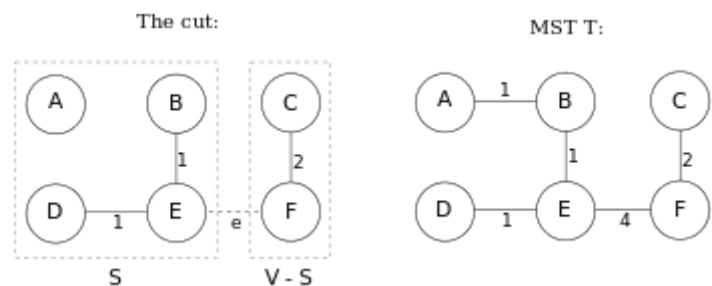 The cut:
MST T:
A B C
1 2
D E F
1 e
S V - S
A 1 B C
1 2
D E F
1 4